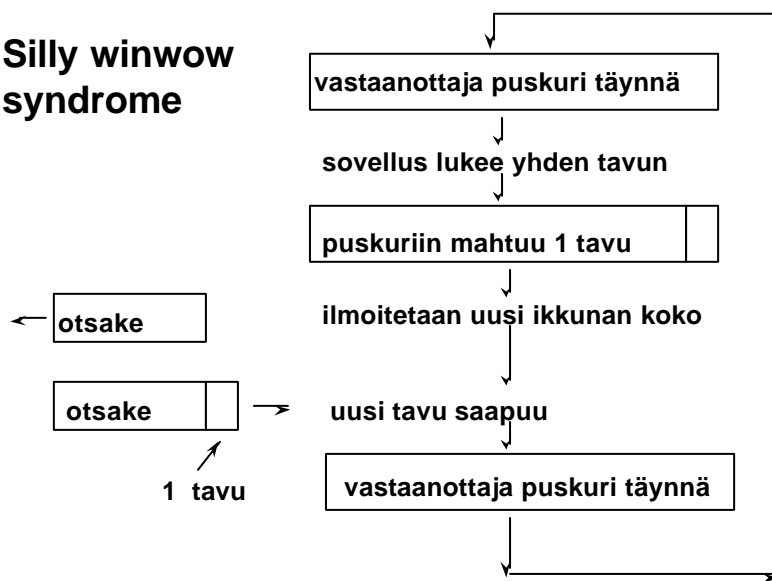 Silly winwow
syndrome
vastaanottaja puskuri täynnä
sovellus lukee yhden tavun
puskuriin mahtuu 1 tavu
otsake
ilmoitetaan uusi ikkunan koko
otsake
uusi tavu saapuu
1 tavu
vastaanottaja puskuri täynnä